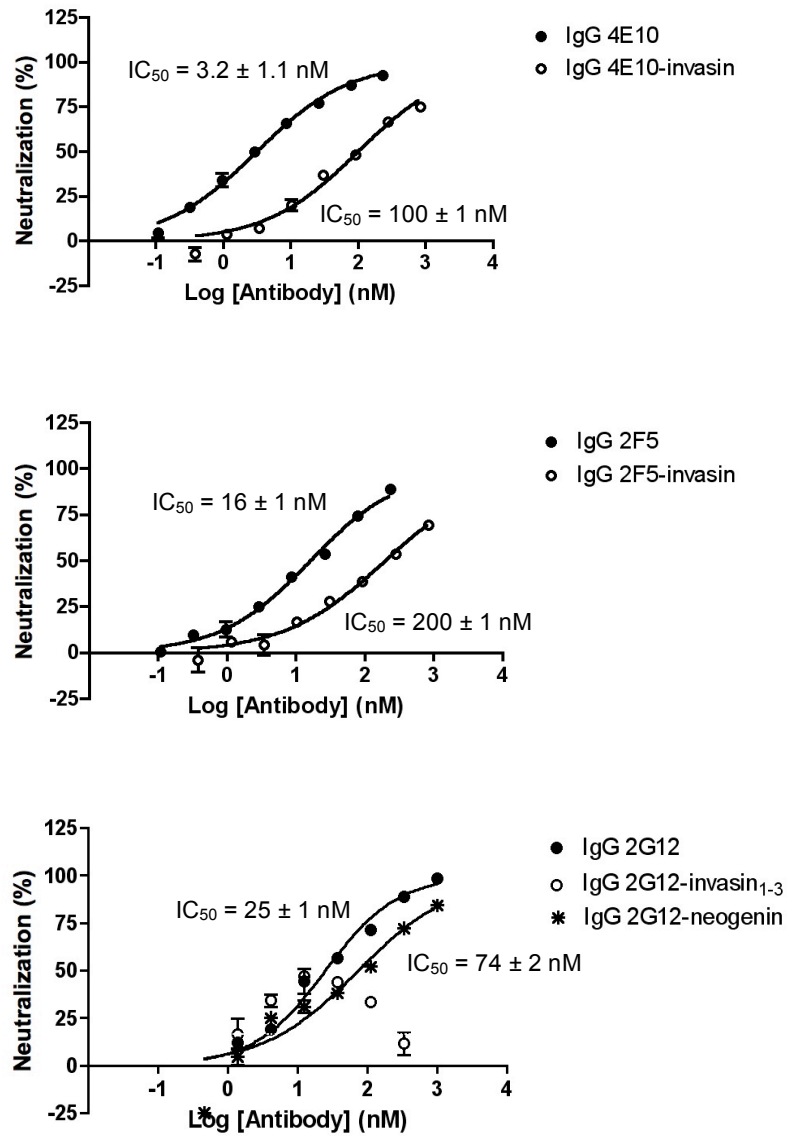 125
100
75
50
25
0
-25
Neutralization (%)
IC50 = 3.2 ± 1.1 nM
IC50 = 100 ± 1 nM
-1 0 1 2 3 4
Log [Antibody] (nM)
IgG 4E10
IgG 4E10-invasin
125
100
75
50
25
0
-25
Neutralization (%)
IC50 = 16 ± 1 nM
IC50 = 200 ± 1 nM
-1 0 1 2 3 4
Log [Antibody] (nM)
IgG 2F5
IgG 2F5-invasin
125
100
75
50
25
0
-25
Neutralization (%)
IC50 = 25 ± 1 nM
IC50 = 74 ± 2 nM
-1 0 1 2 3 4
Log [Antibody] (nM)
IgG 2G12
IgG 2G12-invasin1-3
IgG 2G12-neogenin